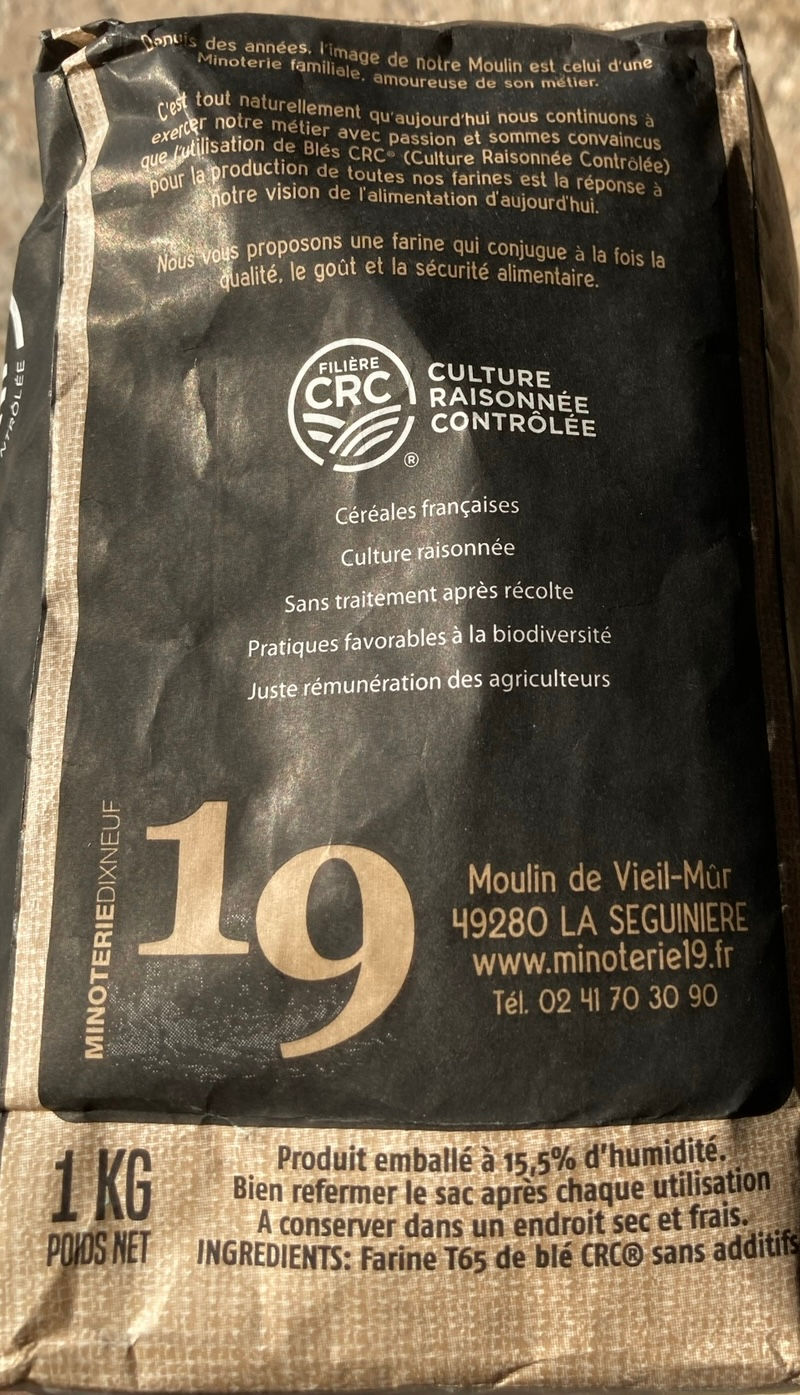 Depuis des années, l'image de notre Moulin est celui d'une
Minoterie familiale, amoureuse de son métier.
C'est tout naturellement qu'aujourd'hui nous continuons à
exercer notre métier avec passion et sommes convaincus
que l'utilisation de Blés CRC® (Culture Raisonnée Contrôlée)
pour la production de toutes nos farines est la réponse à
notre vision de l'alimentation d'aujourd'hui.
Nous vous proposons une farine qui conjugue à la fois la
qualité, le goût et la sécurité alimentaire.
FILIÈRE
CRC
®
CULTURE
RAISONNÉE
CONTRÔLÉE
NTRÔLÉE
Céréales françaises
Culture raisonnée
Sans traitement après récolte
Pratiques favorables à la biodiversité
Juste rémunération des agriculteurs
MINOTERIEDIXNEUF
19
Moulin de Vieil-Mûr
49280 LA SEGUINIERE
www.minoterie19.fr
Tél. 02 41 70 30 90
1 KG
POIDS NET
Produit emballé à 15,5% d'humidité.
Bien refermer le sac après chaque utilisation
A conserver dans un endroit sec et frais.
INGREDIENTS: Farine T65 de blé CRC® sans additifs